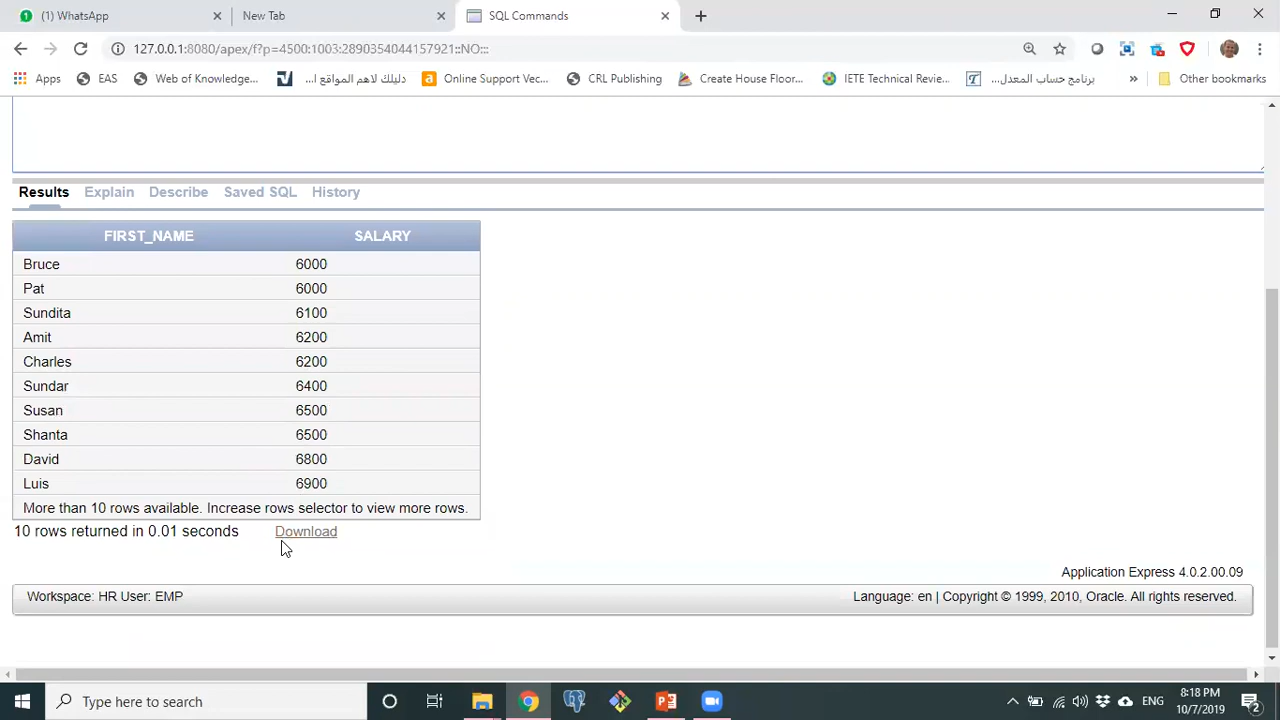 (1) WhatsApp
New Tab
SQL Commands
127.0.0.1:8080/apex/f?p=4500:1003:2890354044157921::NO:::
Apps
EAS
Web of Knowledge...
دليلك لاهم المواقع ا...
Online Support Vec...
CRL Publishing
Create House Floor...
IETE Technical Revie...
برنامج حساب المعدل...
Other bookmarks
Results Explain Describe Saved SQL History
FIRST_NAME SALARY
Bruce 6000
Pat 6000
Sundita 6100
Amit 6200
Charles 6200
Sundar 6400
Susan 6500
Shanta 6500
David 6800
Luis 6900
More than 10 rows available. Increase rows selector to view more rows.
10 rows returned in 0.01 seconds Download
Application Express 4.0.2.00.09
Workspace: HR User: EMP
Language: en | Copyright © 1999, 2010, Oracle. All rights reserved.
Type here to search
ENG
8:18 PM
10/7/2019
2